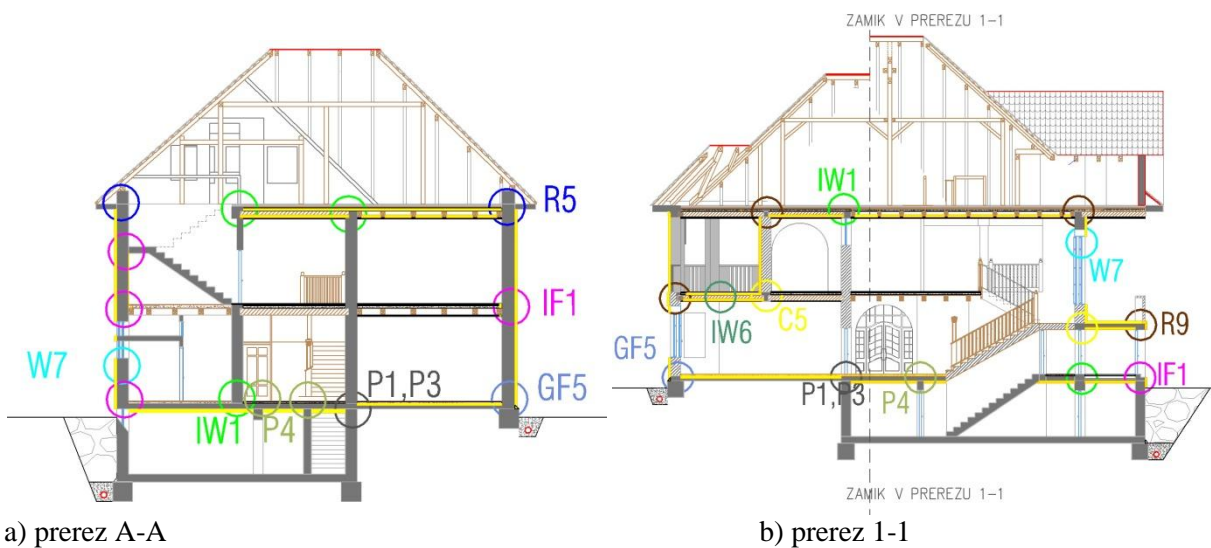 ZAMIK V PREREZU 1-1
R5
IF1
W7
GF5
P1,P3
IW1
P4
IW1
W7
C5
IW6
R9
GF5
P1,P3
P4
IF1
ZAMIK V PREREZU 1-1
a) prerez A-A
b) prerez 1-1